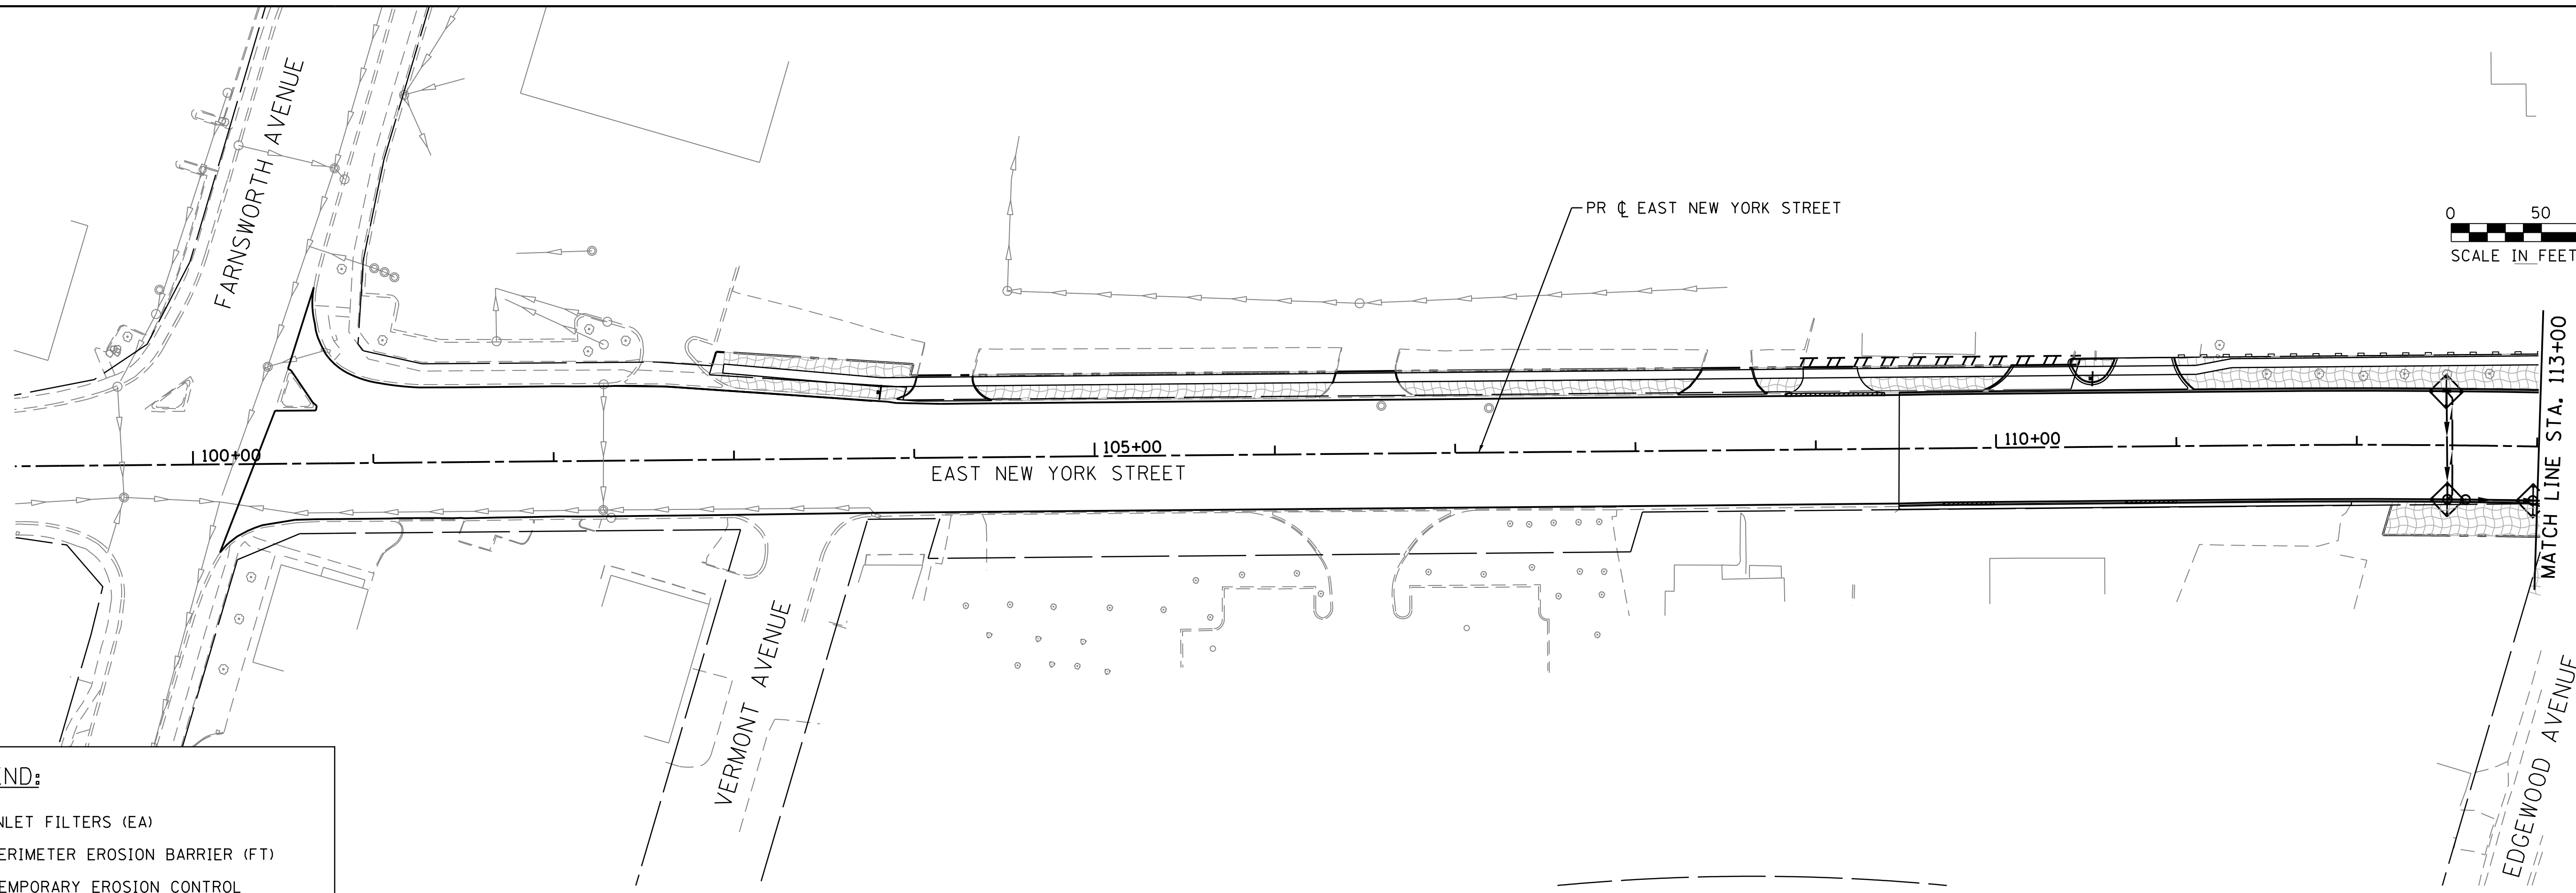 FARNSWORTH AVENUE
PR ℄ EAST NEW YORK STREET
0 50
SCALE IN FEET
MATCH LINE STA. 113+00
100+00
105+00
110+00
EAST NEW YORK STREET
VERMONT AVENUE
EDGEWOOD AVENUE
END:
NLET FILTERS (EA)
ERIMETER EROSION BARRIER (FT)
EMPORARY EROSION CONTROL